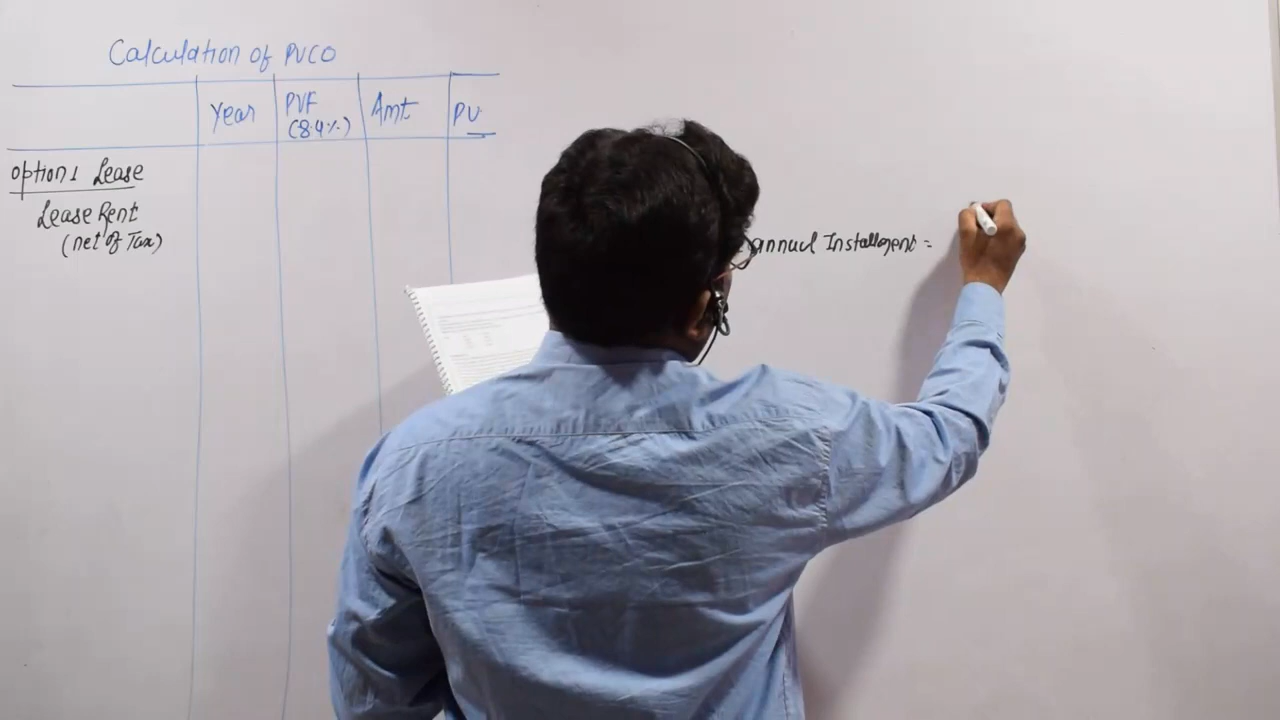 Calculation of PVCO
Year PVF Amt PV
(8.4%)
Option 1 Lease
Lease Rent
(net of Tax)
annual Installment =